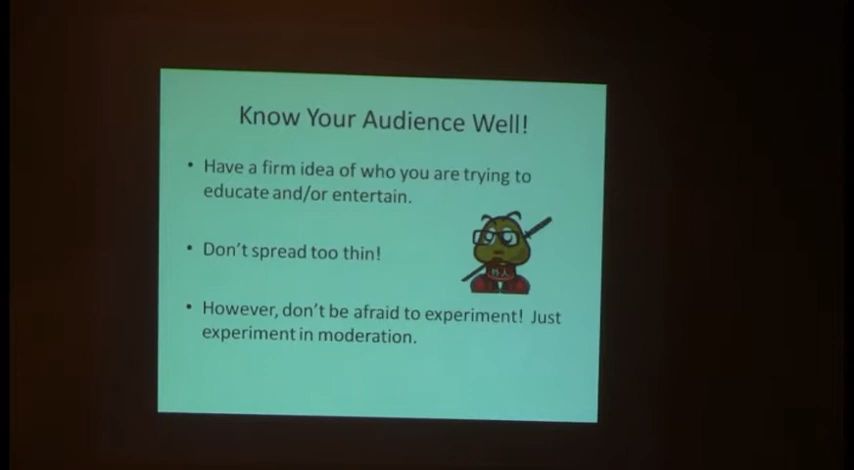 Know Your Audience Well!
• Have a firm idea of who you are trying to
educate and/or entertain.
• Don't spread too thin!
• However, don't be afraid to experiment! Just
experiment in moderation.